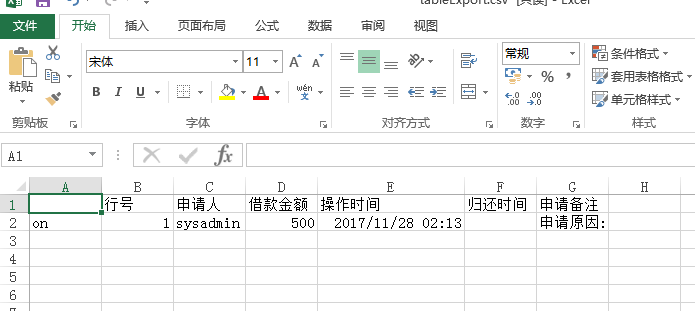 tableExport.csv [只读] - Excel
文件 开始 插入 页面布局 公式 数据 审阅 视图
宋体 11 常规 条件格式
粘贴 B I U A wén 文 % , 套用表格格式
.00 .0 .00 单元格样式
剪贴板 字体 对齐方式 数字 样式
A1 fx
A B C D E F G H
1 行号 申请人 借款金额 操作时间 归还时间 申请备注
2 on 1 sysadmin 500 2017/11/28 02:13 申请原因:
3
4
5
6
7